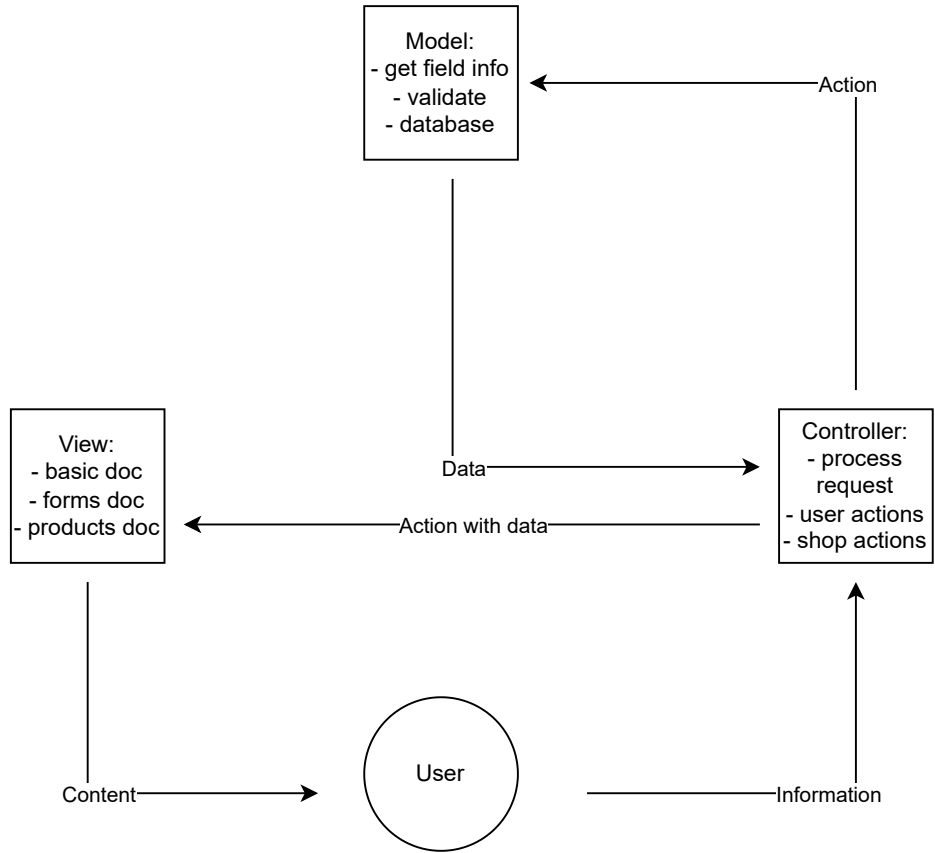 Model:
- get field info
- validate
- database
Action
View:
- basic doc
- forms doc
- products doc
Controller:
- process
request
- user actions
- shop actions
Data
Action with data
User
Content
Information